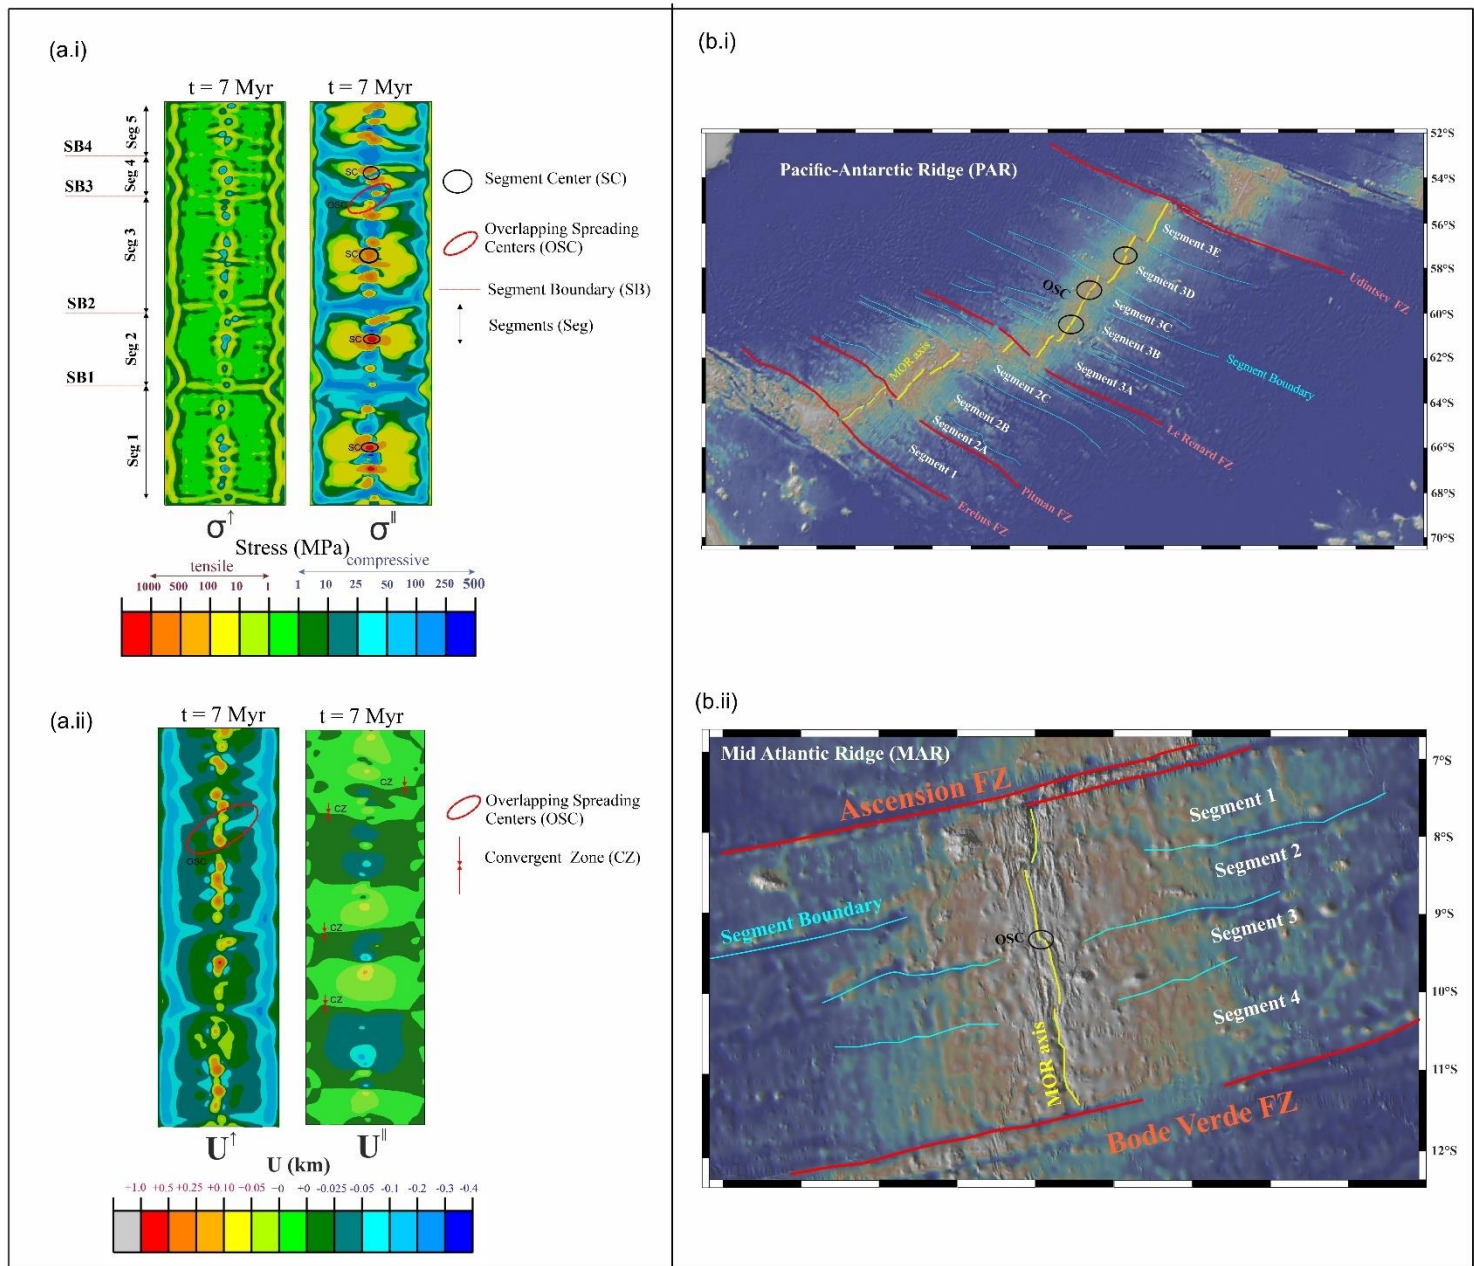 (a.i)
t = 7 Myr
t = 7 Myr
Seg 5
SB4
Seg 4
SB3
Seg 3
SB2
Seg 2
SB1
Seg 1
SC
OSC
SC
SC
SC
Segment Center (SC)
Overlapping Spreading
Centers (OSC)
Segment Boundary (SB)
Segments (Seg)
σ↑
σ||
Stress (MPa)
tensile
compressive
1000 500 100 10 1 1 10 25 50 100 250 500
(a.ii)
t = 7 Myr
t = 7 Myr
OSC
CZ
CZ
CZ
CZ
Overlapping Spreading
Centers (OSC)
Convergent Zone (CZ)
U↑
U||
U (km)
+1.0 +0.5 +0.25 +0.10 +0.05 −0 +0 -0.025 -0.05 -0.1 -0.2 -0.3 -0.4
(b.i)
Pacific-Antarctic Ridge (PAR)
52°S
54°S
56°S
58°S
60°S
62°S
64°S
66°S
68°S
70°S
Segment 3E
Udintsev FZ
Segment 3D
OSC
Segment 3C
Segment 3B
Segment Boundary
MOR axis
Segment 3A
Segment 2C
Le Renard FZ
Segment 2B
Segment 2A
Segment 1
Pitman FZ
Erebus FZ
(b.ii)
Mid Atlantic Ridge (MAR)
7°S
8°S
9°S
10°S
11°S
12°S
Ascension FZ
Segment 1
Segment 2
Segment Boundary
Segment 3
OSC
Segment 4
MOR axis
Bode Verde FZ